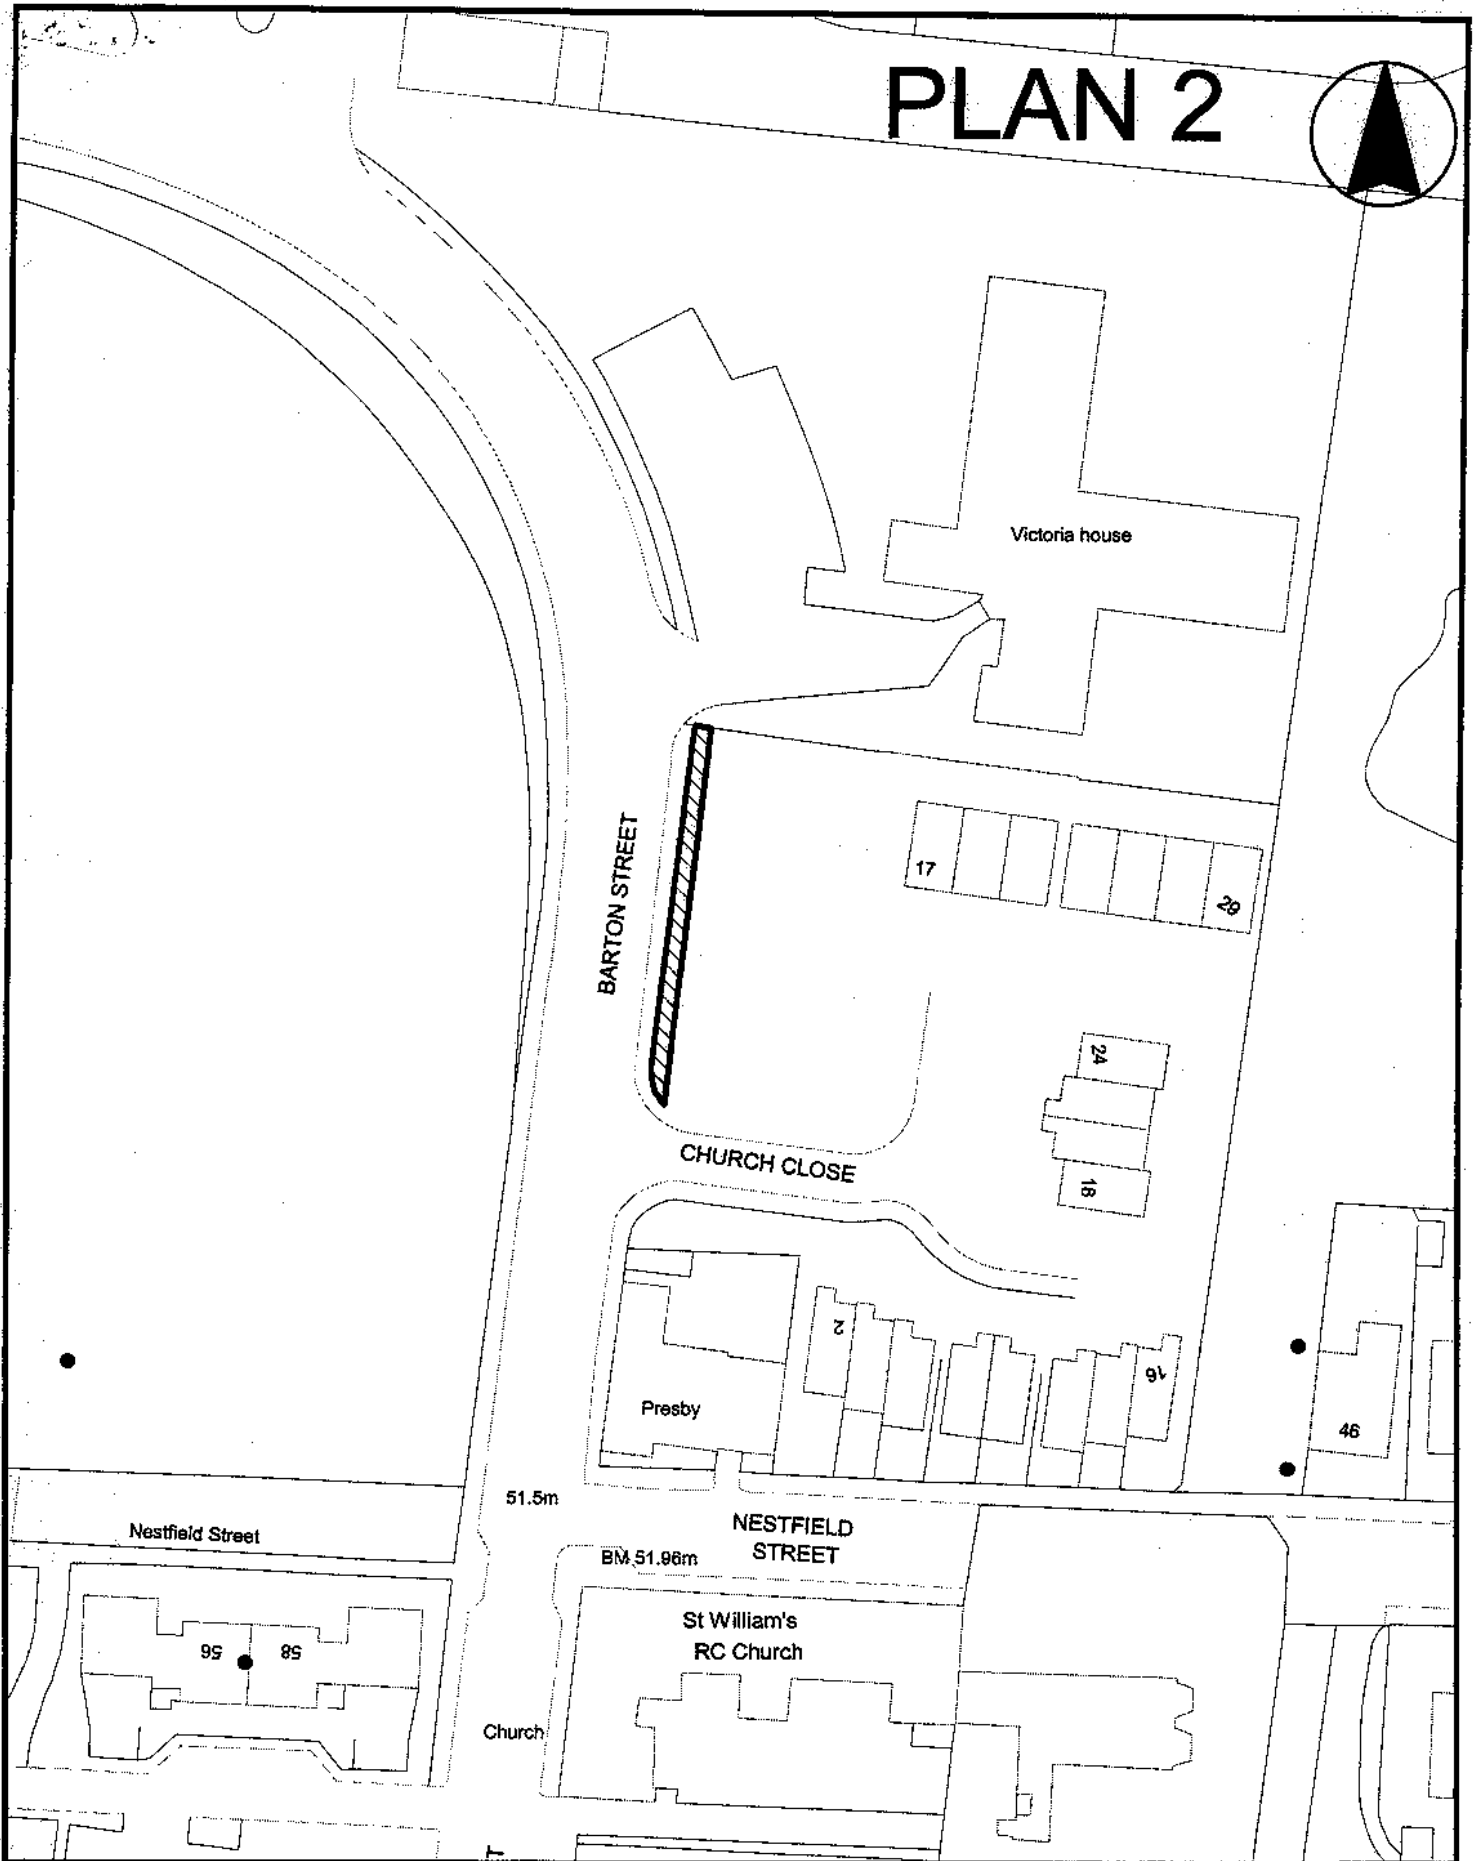 PLAN 2
Victoria house
17
29
BARTON STREET
24
18
CHURCH CLOSE
2
16
Presby
46
51.5m
Nestfield Street
NESTFIELD
STREET
BM 51.96m
St William's
RC Church
56
58
Church
T